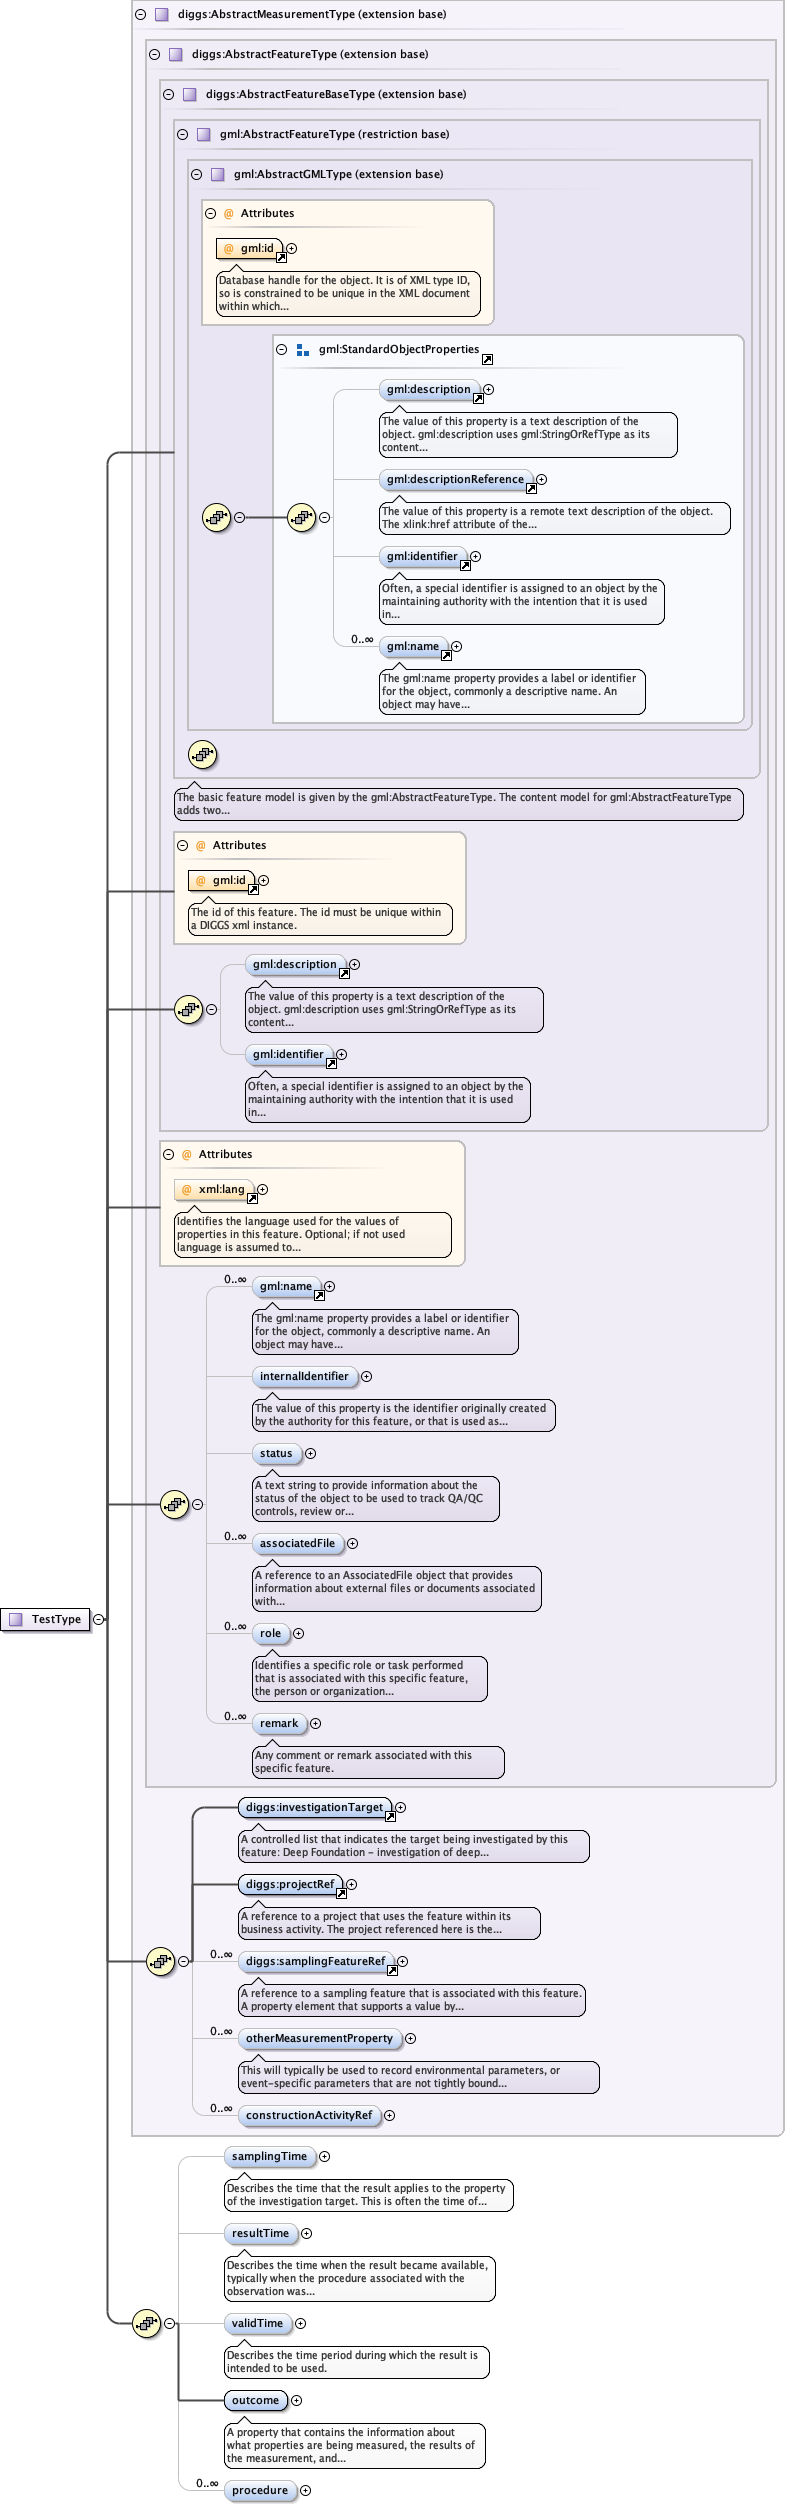 diggs:AbstractMeasurementType (extension base)
diggs:AbstractFeatureType (extension base)
diggs:AbstractFeatureBaseType (extension base)
gml:AbstractFeatureType (restriction base)
gml:AbstractGMLType (extension base)
@ Attributes
@ gml:id
Database handle for the object. It is of XML type ID,
so is constrained to be unique in the XML document
within which...
gml:StandardObjectProperties
gml:description
The value of this property is a text description of the
object. gml:description uses gml:StringOrRefType as its
content...
gml:descriptionReference
The value of this property is a remote text description of the object.
The xlink:href attribute of the...
gml:identifier
Often, a special identifier is assigned to an object by the
maintaining authority with the intention that it is used
in...
0..∞
gml:name
The gml:name property provides a label or identifier
for the object, commonly a descriptive name. An
object may have...
The basic feature model is given by the gml:AbstractFeatureType. The content model for gml:AbstractFeatureType
adds two...
@ Attributes
@ gml:id
The id of this feature. The id must be unique within
a DIGGS xml instance.
gml:description
The value of this property is a text description of the
object. gml:description uses gml:StringOrRefType as its
content...
gml:identifier
Often, a special identifier is assigned to an object by the
maintaining authority with the intention that it is used
in...
@ Attributes
@ xml:lang
Identifies the language used for the values of
properties in this feature. Optional; if not used
language is assumed to...
0..∞
gml:name
The gml:name property provides a label or identifier
for the object, commonly a descriptive name. An
object may have...
internalIdentifier
The value of this property is the identifier originally created
by the authority for this feature, or that is used as...
status
A text string to provide information about the
status of the object to be used to track QA/QC
controls, review or...
0..∞
associatedFile
A reference to an AssociatedFile object that provides
information about external files or documents associated
with...
TestType
0..∞
role
Identifies a specific role or task performed
that is associated with this specific feature,
the person or organization...
0..∞
remark
Any comment or remark associated with this
specific feature.
diggs:investigationTarget
A controlled list that indicates the target being investigated by this
feature: Deep Foundation - investigation of deep...
diggs:projectRef
A reference to a project that uses the feature within its
business activity. The project referenced here is the...
0..∞
diggs:samplingFeatureRef
A reference to a sampling feature that is associated with this feature.
A property element that supports a value by...
0..∞
otherMeasurementProperty
This will typically be used to record environmental parameters, or
event-specific parameters that are not tightly bound...
0..∞
constructionActivityRef
samplingTime
Describes the time that the result applies to the property
of the investigation target. This is often the time of...
resultTime
Describes the time when the result became available,
typically when the procedure associated with the
observation was...
validTime
Describes the time period during which the result is
intended to be used.
outcome
A property that contains the information about
what properties are being measured, the results of
the measurement, and...
0..∞
procedure